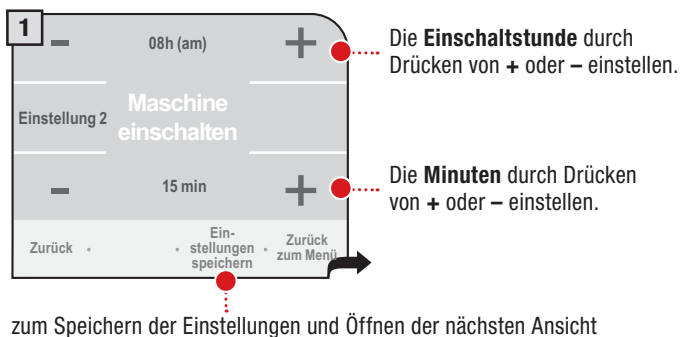 1
– 08h (am) +
Die Einschaltstunde durch
Drücken von + oder – einstellen.
Einstellung 2
Maschine
einschalten
– 15 min +
Die Minuten durch Drücken
von + oder – einstellen.
Zurück •
• Ein-
stellungen
speichern •
Zurück
zum Menü
zum Speichern der Einstellungen und Öffnen der nächsten Ansicht